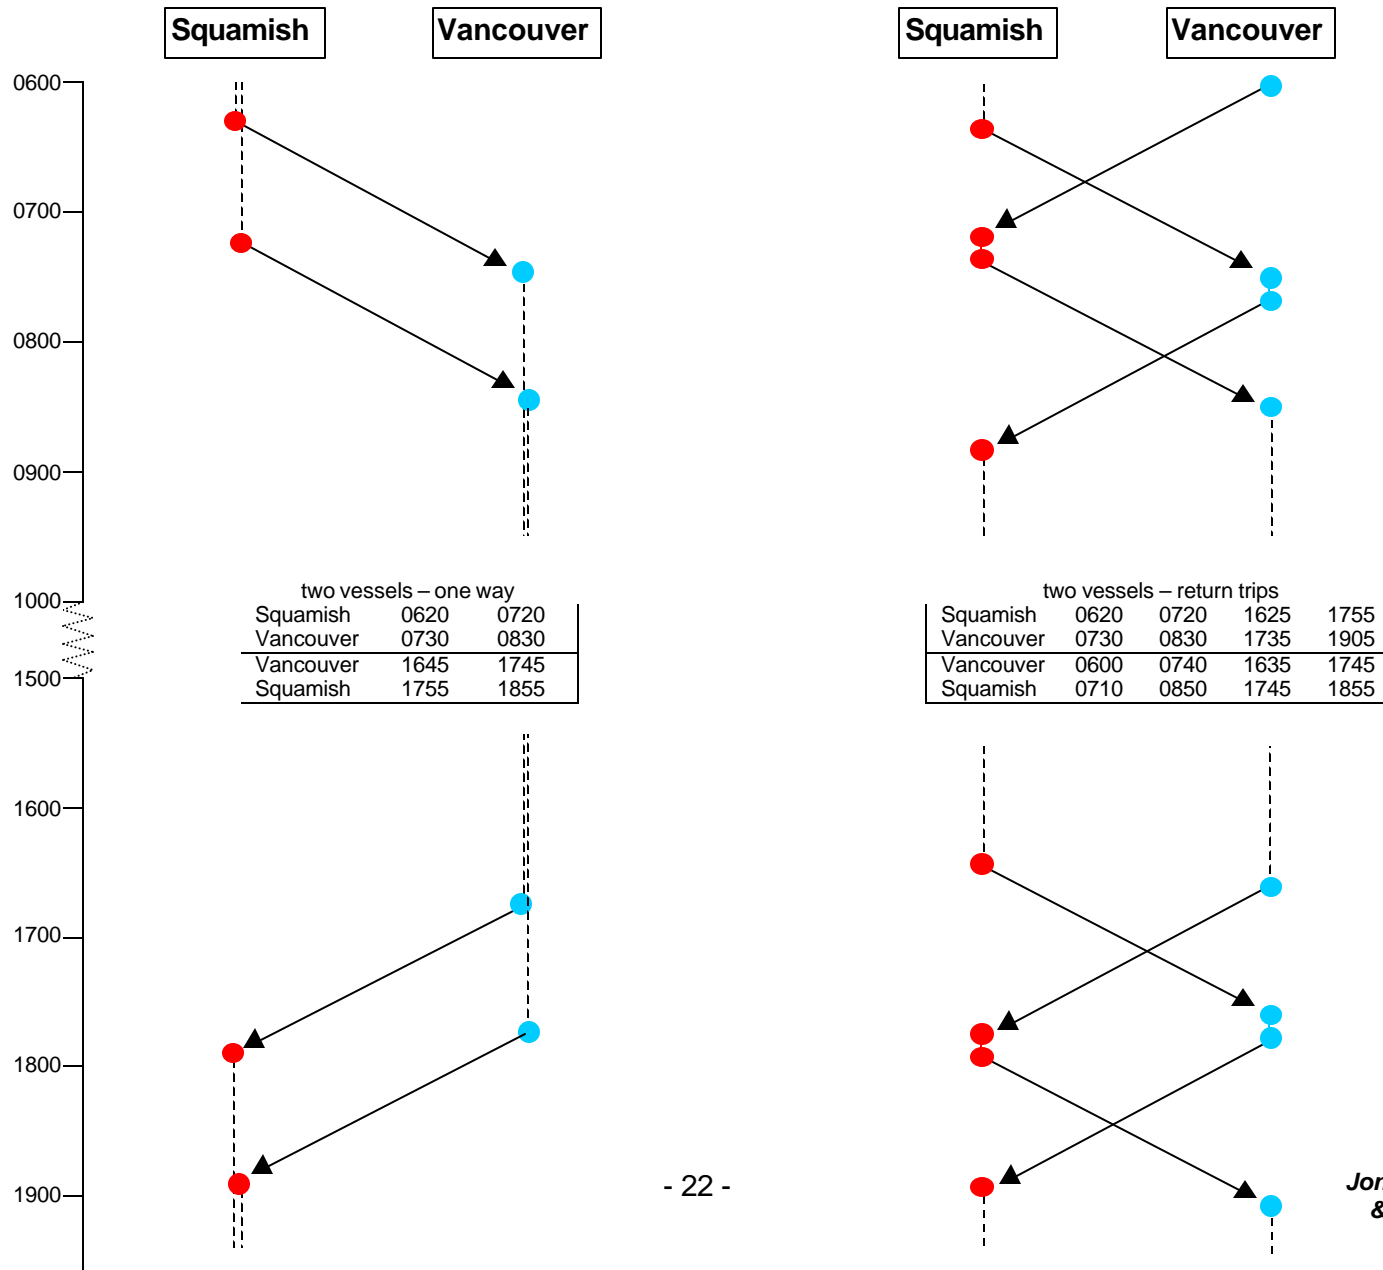 Squamish Vancouver Squamish Vancouver
0600
0700
0800
0900
1000
two vessels – one way
Squamish 0620 0720
Vancouver 0730 0830
Vancouver 1645 1745
Squamish 1755 1855
two vessels – return trips
Squamish 0620 0720 1625 1755
Vancouver 0730 0830 1735 1905
Vancouver 0600 0740 1635 1745
Squamish 0710 0850 1745 1855
1500
1600
1700
1800
1900
- 22 -
Jon
&